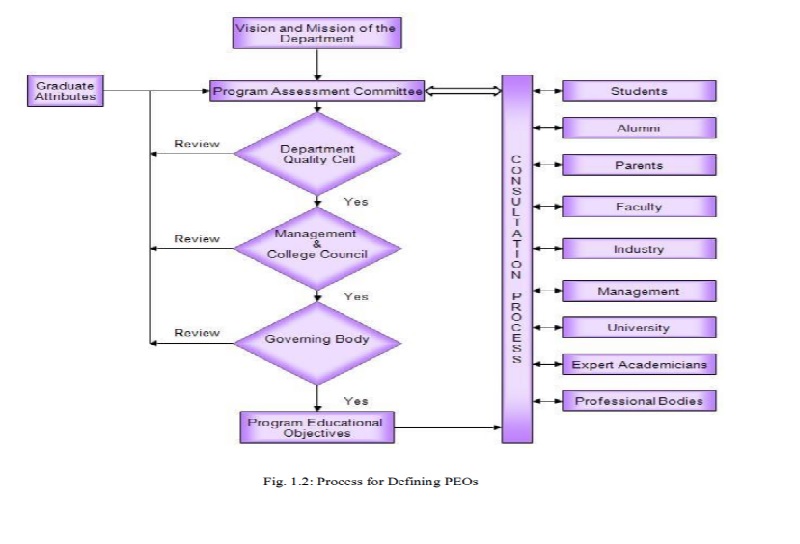 Vision and Mission of the
Department
Graduate
Attributes
Program Assessment Committee
Students
Alumni
Parents
Faculty
Industry
Management
University
Expert Academicians
Professional Bodies
CONSULTATION PROCESS
Review
Department
Quality Cell
Yes
Review
Management
&
College Council
Yes
Review
Governing Body
Yes
Program Educational
Objectives
Fig. 1.2: Process for Defining PEOs